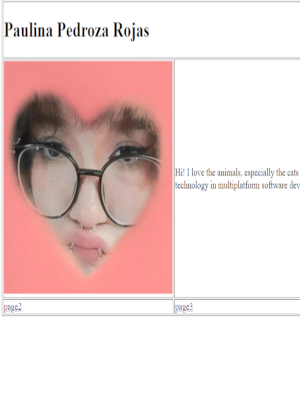 Paulina Pedroza Rojas
Hi! I love the animals, especially the cats
technology in multiplatform software dev
page2
page3